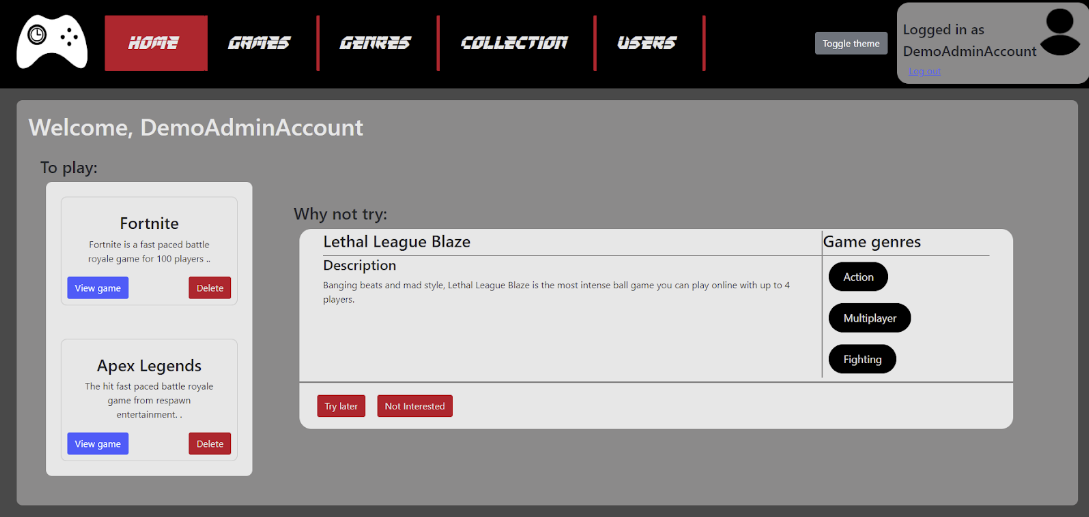 HOME
GAMES
GENRES
COLLECTION
USERS
Toggle theme
Logged in as
DemoAdminAccount
Log out
Welcome, DemoAdminAccount
To play:
Fortnite
Fortnite is a fast paced battle
royale game for 100 players ..
View game
Delete
Apex Legends
The hit fast paced battle royale
game from respawn
entertainment. .
View game
Delete
Why not try:
Lethal League Blaze
Description
Banging beats and mad style, Lethal League Blaze is the most intense ball game you can play online with up to 4
players.
Game genres
Action
Multiplayer
Fighting
Try later
Not Interested